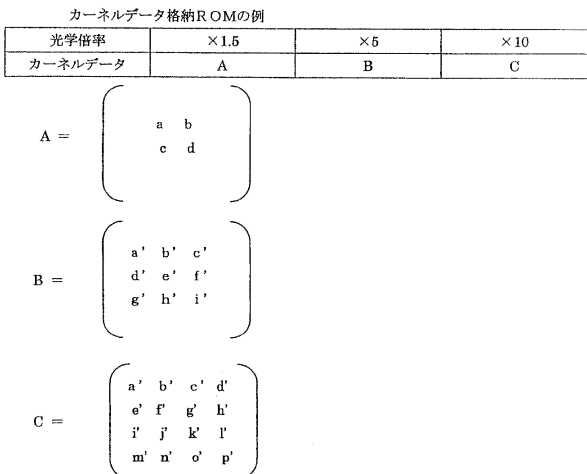 カーネルデータ格納ROMの例
光学倍率 ×1.5 ×5 ×10
カーネルデータ A B C
a b
A =
c d
a' b' c'
B = d' e' f'
g' h' i'
a' b' c' d'
e' f' g' h'
C =
i' j' k' l'
m' n' o' p'